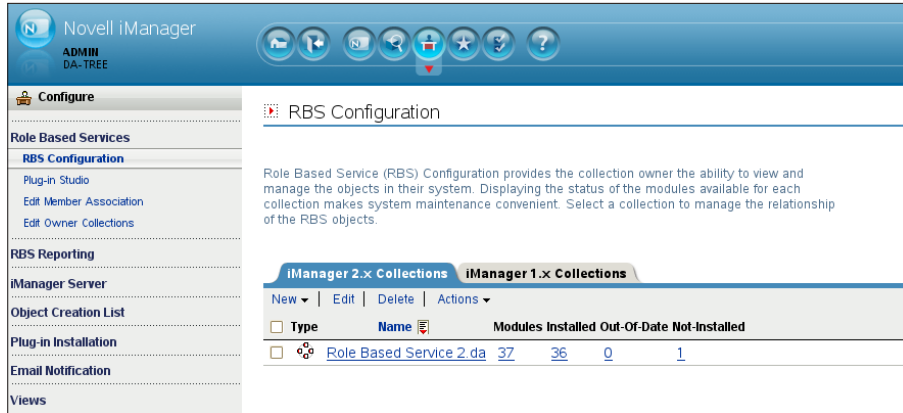 Novell iManager
ADMIN
DA-TREE
Configure
Role Based Services
RBS Configuration
Plug-in Studio
Edit Member Association
Edit Owner Collections
RBS Reporting
iManager Server
Object Creation List
Plug-in Installation
Email Notification
Views
RBS Configuration
Role Based Service (RBS) Configuration provides the collection owner the ability to view and
manage the objects in their system. Displaying the status of the modules available for each
collection makes system maintenance convenient. Select a collection to manage the relationship
of the RBS objects.
iManager 2.x Collections iManager 1.x Collections
New | Edit | Delete | Actions
Type Name Modules Installed Out-Of-Date Not-Installed
Role Based Service 2.da 37 36 0 1